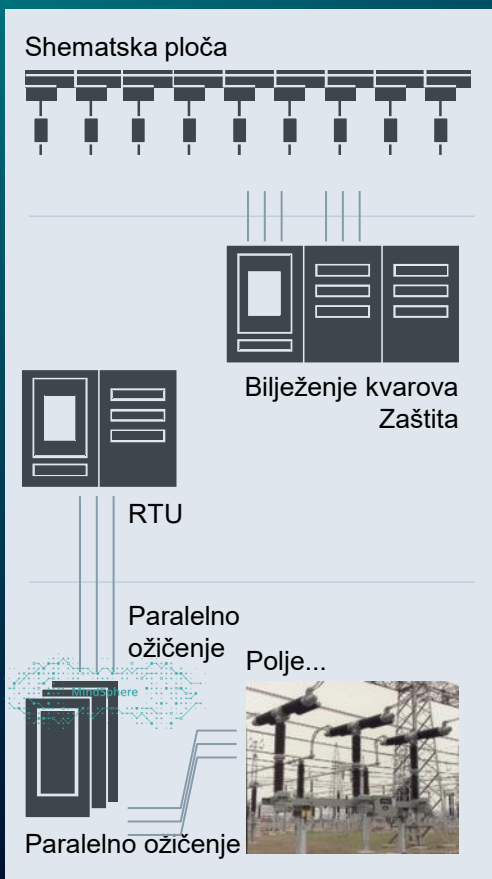 Shematska ploča
Bilježenje kvarova
Zaštita
RTU
Paralelno
ožičenje
Polje...
MindSphere
Paralelno ožičenje